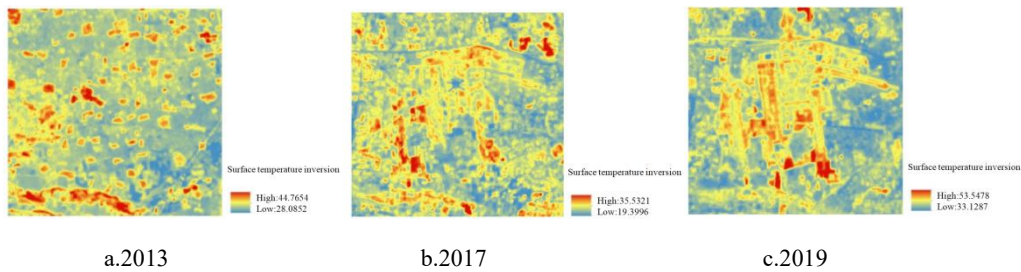 Surface temperature inversion
High:44.7654
Low:28.0852
Surface temperature inversion
High:35.5321
Low:19.3996
Surface temperature inversion
High:53.5478
Low:33.1287
a.2013
b.2017
c.2019